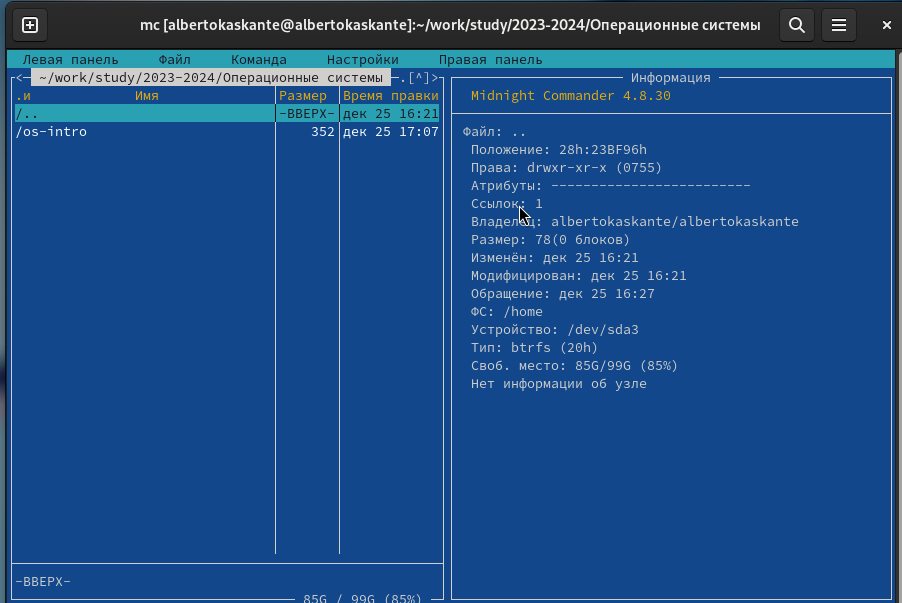 mc [albertokaskante@albertokaskante]:~/work/study/2023-2024/Операционные системы
Левая панель Файл Команда Настройки Правая панель
<─ ~/work/study/2023-2024/Операционные системы ─.[^]>
.и Имя Размер Время правки
/.. -ВВЕРХ- дек 25 16:21
/os-intro 352 дек 25 17:07
-ВВЕРХ-
85G / 99G (85%)
Информация
Midnight Commander 4.8.30
Файл: ..
Положение: 28h:23BF96h
Права: drwxr-xr-x (0755)
Атрибуты: -------------------------
Ссылок: 1
Владелец: albertokaskante/albertokaskante
Размер: 78(0 блоков)
Изменён: дек 25 16:21
Модифицирован: дек 25 16:21
Обращение: дек 25 16:27
ФС: /home
Устройство: /dev/sda3
Тип: btrfs (20h)
Своб. место: 85G/99G (85%)
Нет информации об узле